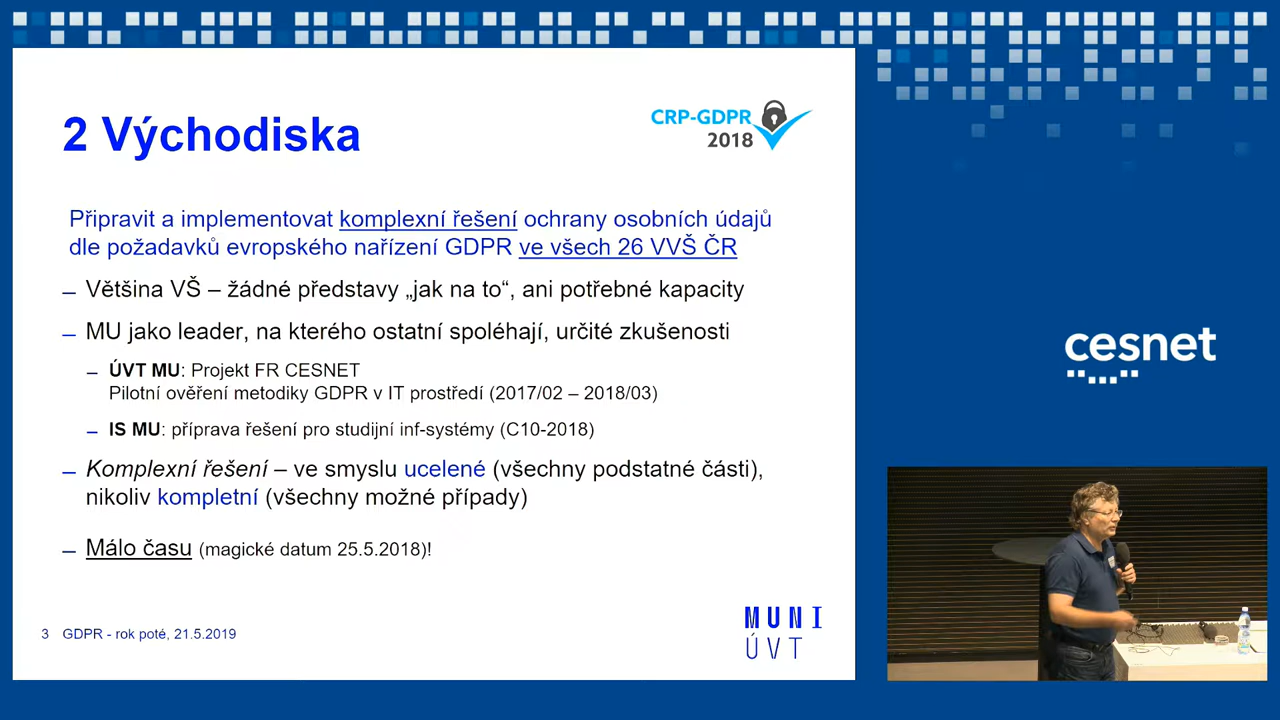 2 Východiska
CRP-GDPR
2018
Připravit a implementovat komplexní řešení ochrany osobních údajů
dle požadavků evropského nařízení GDPR ve všech 26 VVŠ ČR
– Většina VŠ – žádné představy „jak na to“, ani potřebné kapacity
– MU jako leader, na kterého ostatní spoléhají, určité zkušenosti
– ÚVT MU: Projekt FR CESNET
Pilotní ověření metodiky GDPR v IT prostředí (2017/02 – 2018/03)
– IS MU: příprava řešení pro studijní inf-systémy (C10-2018)
– Komplexní řešení – ve smyslu ucelené (všechny podstatné části),
nikoliv kompletní (všechny možné případy)
– Málo času (magické datum 25.5.2018)!
3 GDPR - rok poté, 21.5.2019
MUNI
ÚVT
cesnet